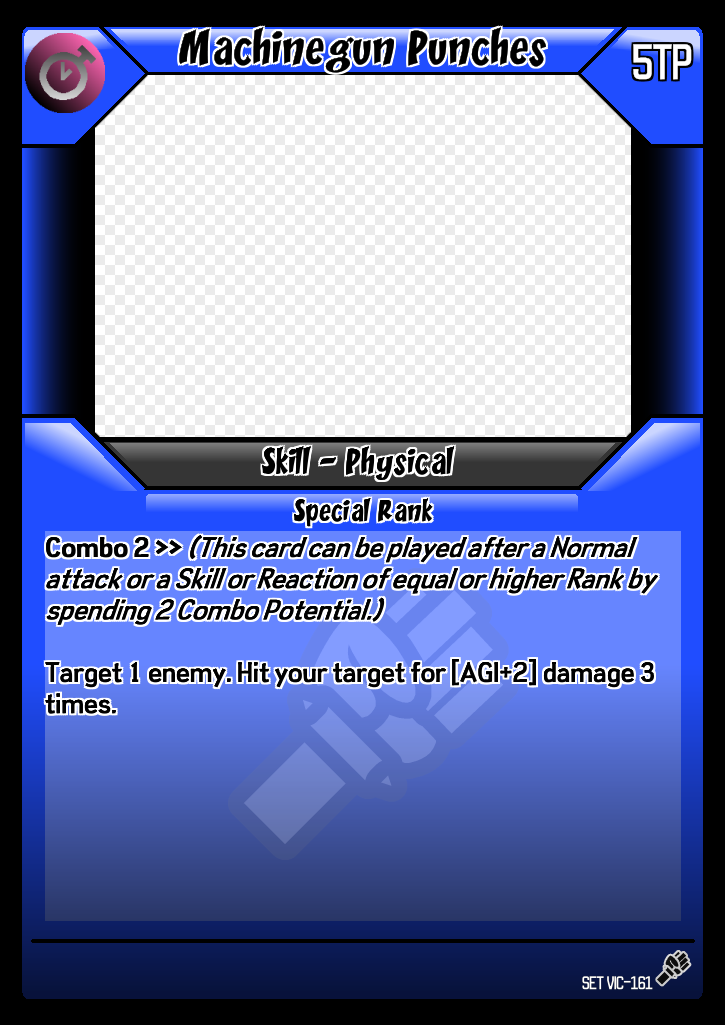 Machinegun Punches
5TP
Skill - Physical
Special Rank
Combo 2 >> (This card can be played after a Normal
attack or a Skill or Reaction of equal or higher Rank by
spending 2 Combo Potential.)
Target 1 enemy. Hit your target for [AGI+2] damage 3
times.
SET VIC-161